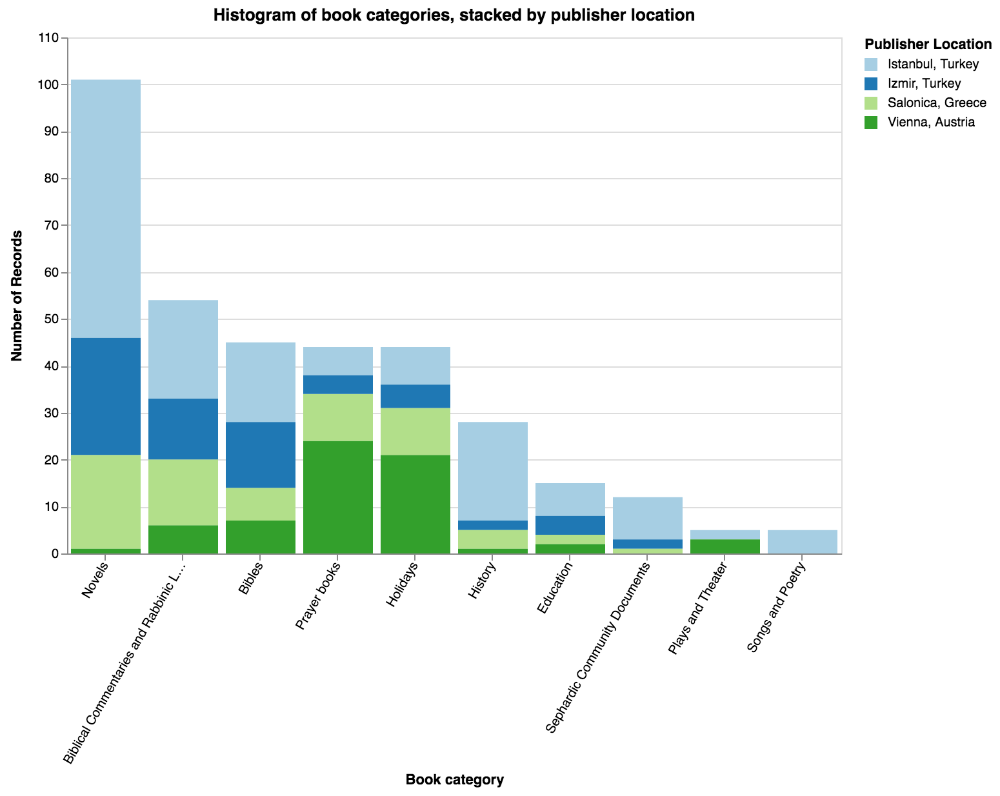 Histogram of book categories, stacked by publisher location
Publisher Location
Istanbul, Turkey
Izmir, Turkey
Salonica, Greece
Vienna, Austria
Number of Records
110
100
90
80
70
60
50
40
30
20
10
0
Novels
Biblical Commentaries and Rabbinic L…
Bibles
Prayer books
Holidays
History
Education
Sephardic Community Documents
Plays and Theater
Songs and Poetry
Book category